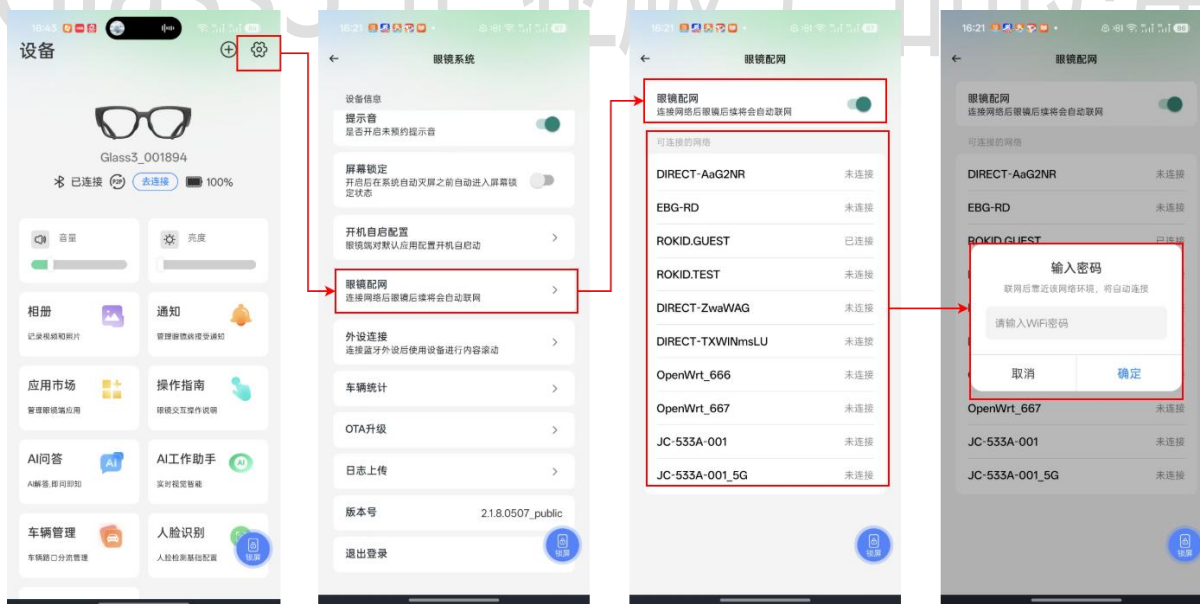 16:43
设备
Glass3_001894
已连接 P2P 去连接 100%
音量
亮度
相册
记录视频和照片
通知
管理眼镜端接受通知
应用市场
管理眼镜端应用
操作指南
眼镜交互操作说明
AI问答
AI解答,即问即知
AI工作助手
实时视觉智能
车辆管理
车辆路口分流管理
人脸识别
人脸检测基础配置
锁屏
16:21
眼镜系统
设备信息
提示音
是否开启未预约提示音
屏幕锁定
开启后在系统自动灭屏之前自动进入屏幕锁
定状态
开机自启配置
眼镜端对默认应用配置开机自启动
眼镜配网
连接网络后眼镜后续将会自动联网
外设连接
连接蓝牙外设后使用设备进行内容滚动
车辆统计
OTA升级
日志上传
版本号 2.1.8.0507_public
退出登录
锁屏
16:21
眼镜配网
眼镜配网
连接网络后眼镜后续将会自动联网
可连接的网络
DIRECT-AaG2NR 未连接
EBG-RD 未连接
ROKID.GUEST 已连接
ROKID.TEST 未连接
DIRECT-ZwaWAG 未连接
DIRECT-TXWINmsLU 未连接
OpenWrt_666 未连接
OpenWrt_667 未连接
JC-533A-001 未连接
JC-533A-001_5G 未连接
锁屏
16:21
眼镜配网
眼镜配网
连接网络后眼镜后续将会自动联网
可连接的网络
DIRECT-AaG2NR 未连接
EBG-RD 未连接
ROKID.GUEST 已连接
输入密码
联网后靠近该网络环境，将自动连接
请输入WiFi密码
取消 确定
OpenWrt_667 未连接
JC-533A-001 未连接
JC-533A-001_5G 未连接
锁屏